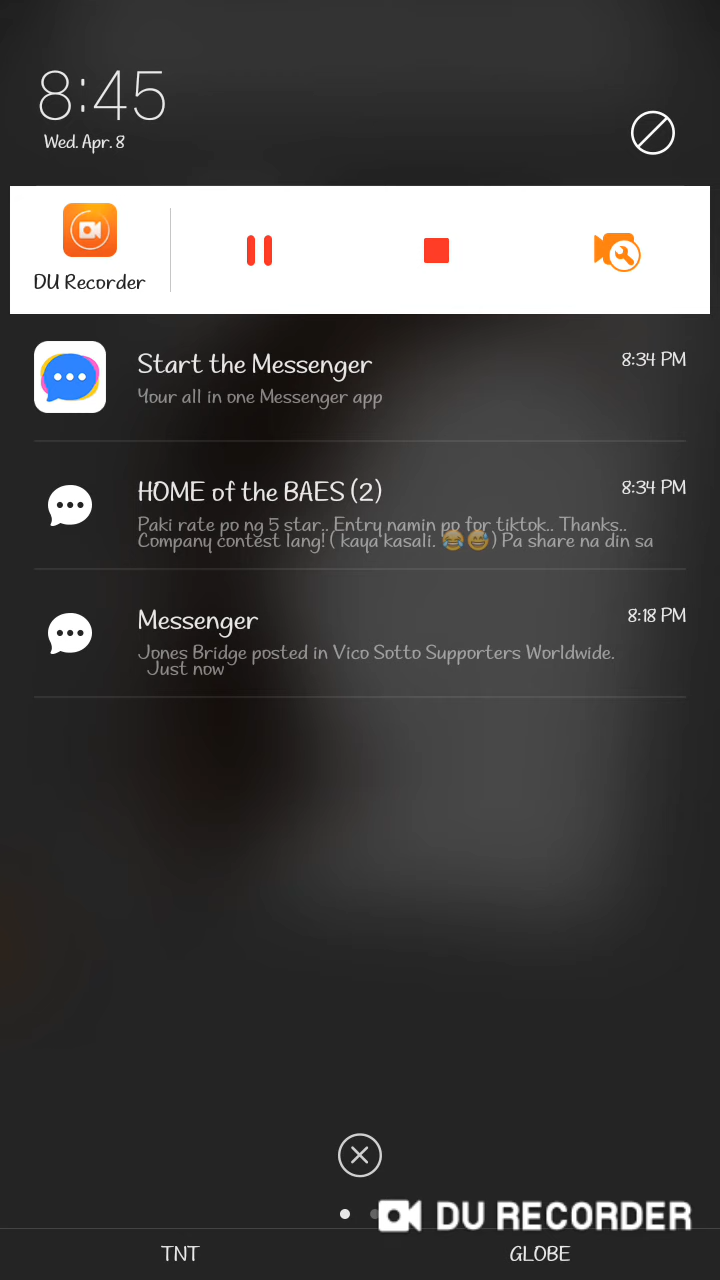 8:45
Wed. Apr. 8
DU Recorder
Start the Messenger
8:34 PM
Your all in one Messenger app
HOME of the BAES (2)
8:34 PM
Paki rate po ng 5 star.. Entry namin po for tiktok.. Thanks..
Company contest lang! ( kaya kasali. 😂😅) Pa share na din sa
Messenger
8:18 PM
Jones Bridge posted in Vico Sotto Supporters Worldwide.
Just now
DU RECORDER
TNT
GLOBE